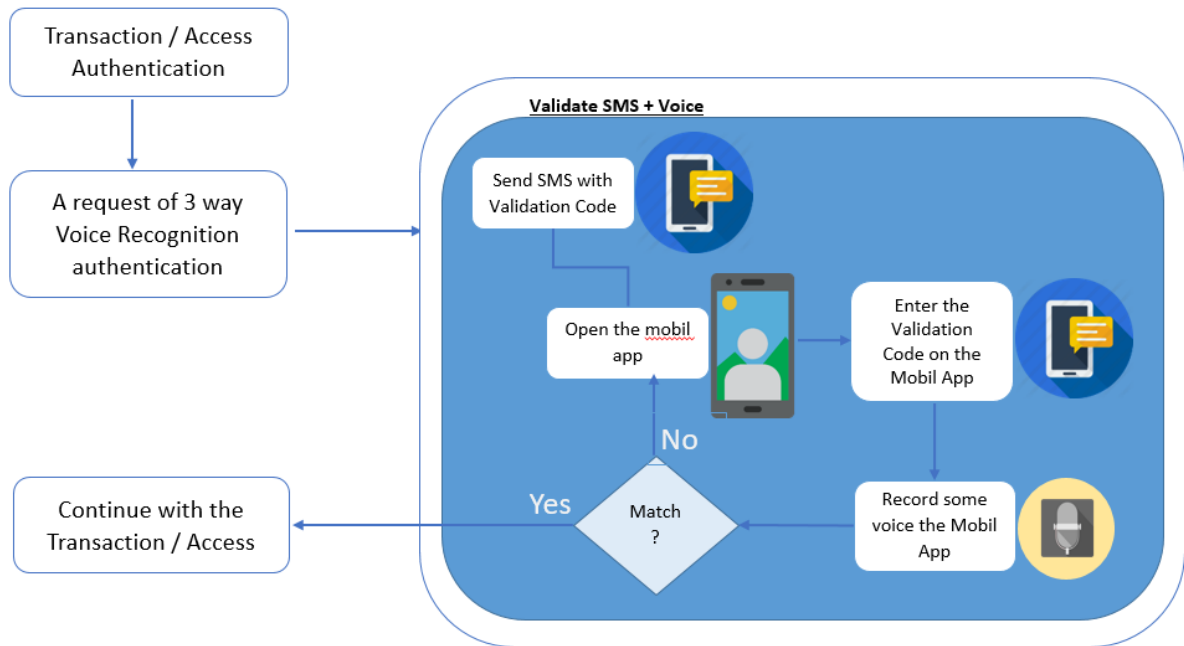 Transaction / Access
Authentication
A request of 3 way
Voice Recognition
authentication
Validate SMS + Voice
Send SMS with
Validation Code
Open the mobil
app
Enter the
Validation
Code on the
Mobil App
Record some
voice the Mobil
App
Match
?
No
Yes
Continue with the
Transaction / Access